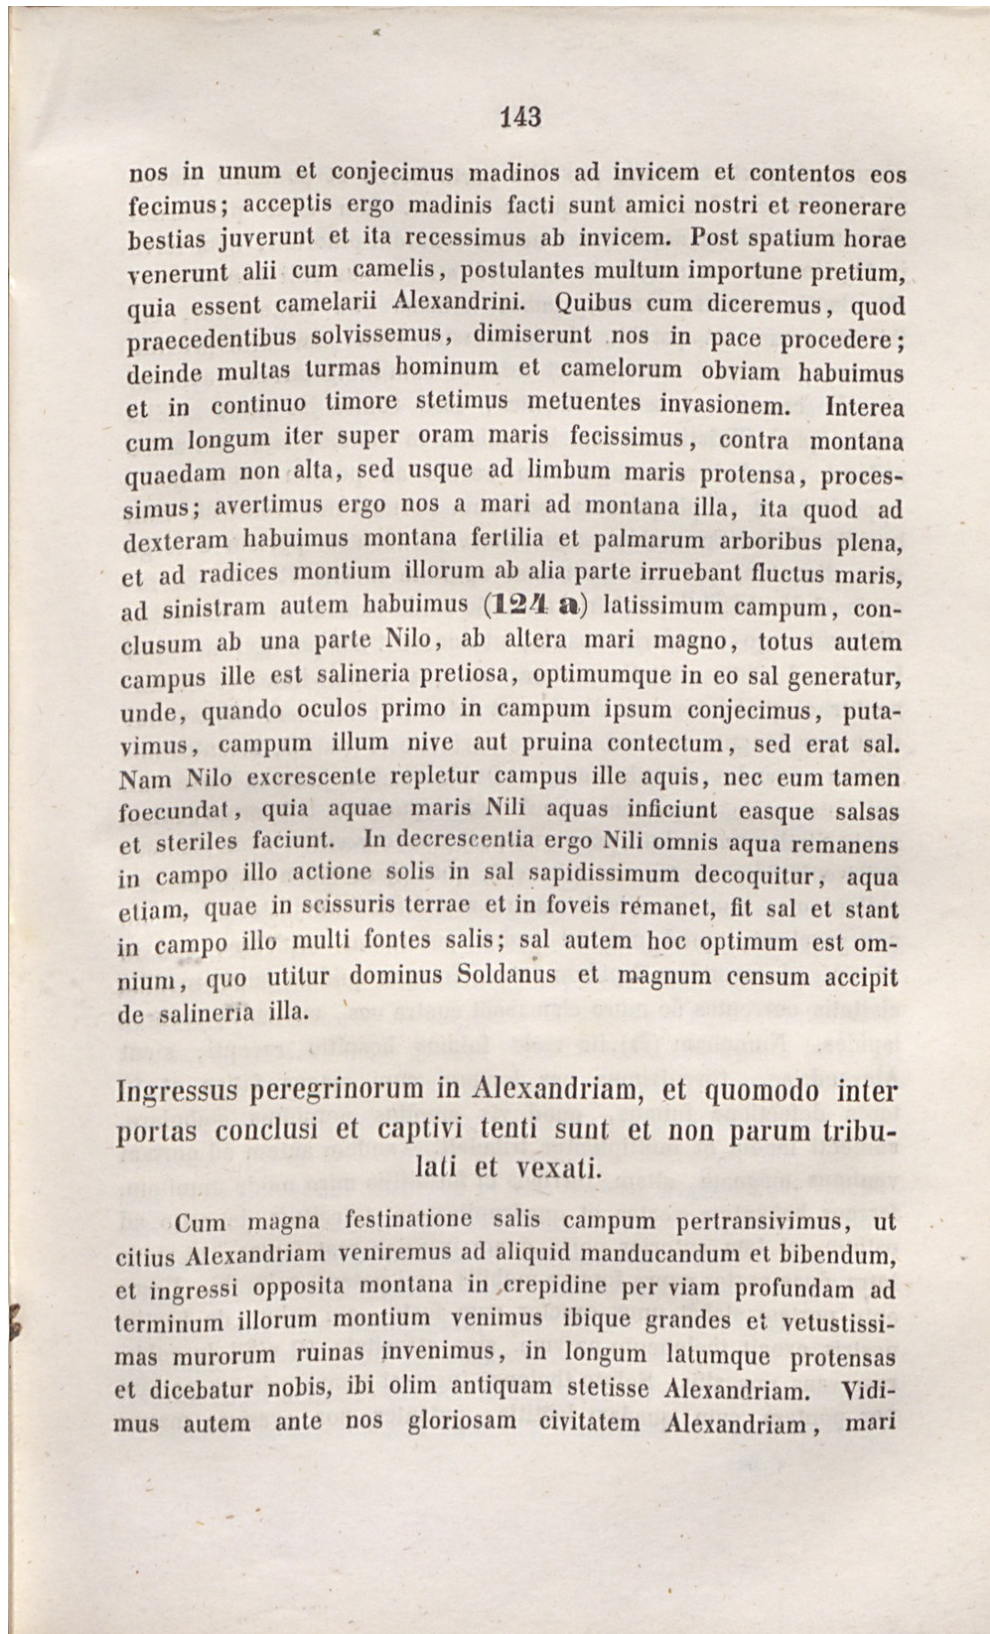 143
nos in unum et conjecimus madinos ad invicem et contentos eos
fecimus; acceptis ergo madinis facti sunt amici nostri et reonerare
bestias juverunt et ita recessimus ab invicem. Post spatium horae
venerunt alii cum camelis, postulantes multum importune pretium,
quia essent camelarii Alexandrini. Quibus cum diceremus, quod
praecedentibus solvissemus, dimiserunt nos in pace procedere;
deinde multas turmas hominum et camelorum obviam habuimus
et in continuo timore stetimus metuentes invasionem. Interea
cum longum iter super oram maris fecissimus, contra montana
quaedam non alta, sed usque ad limbum maris protensa, proces-
simus; avertimus ergo nos a mari ad montana illa, ita quod ad
dexteram habuimus montana fertilia et palmarum arboribus plena,
et ad radices montium illorum ab alia parte irruebant fluctus maris,
ad sinistram autem habuimus (124 a) latissimum campum, con-
clusum ab una parte Nilo, ab altera mari magno, totus autem
campus ille est salineria pretiosa, optimumque in eo sal generatur,
unde, quando oculos primo in campum ipsum conjecimus, puta-
vimus, campum illum nive aut pruina contectum, sed erat sal.
Nam Nilo excrescente repletur campus ille aquis, nec eum tamen
foecundat, quia aquae maris Nili aquas inficiunt easque salsas
et steriles faciunt. In decrescentia ergo Nili omnis aqua remanens
in campo illo actione solis in sal sapidissimum decoquitur, aqua
etiam, quae in scissuris terrae et in foveis remanet, fit sal et stant
in campo illo multi fontes salis; sal autem hoc optimum est om-
nium, quo utitur dominus Soldanus et magnum censum accipit
de salineria illa.
Ingressus peregrinorum in Alexandriam, et quomodo inter
portas conclusi et captivi tenti sunt et non parum tribu-
lati et vexati.
Cum magna festinatione salis campum pertransivimus, ut
citius Alexandriam veniremus ad aliquid manducandum et bibendum,
et ingressi opposita montana in crepidine per viam profundam ad
terminum illorum montium venimus ibique grandes et vetustissi-
mas murorum ruinas invenimus, in longum latumque protensas
et dicebatur nobis, ibi olim antiquam stetisse Alexandriam. Vidi-
mus autem ante nos gloriosam civitatem Alexandriam, mari